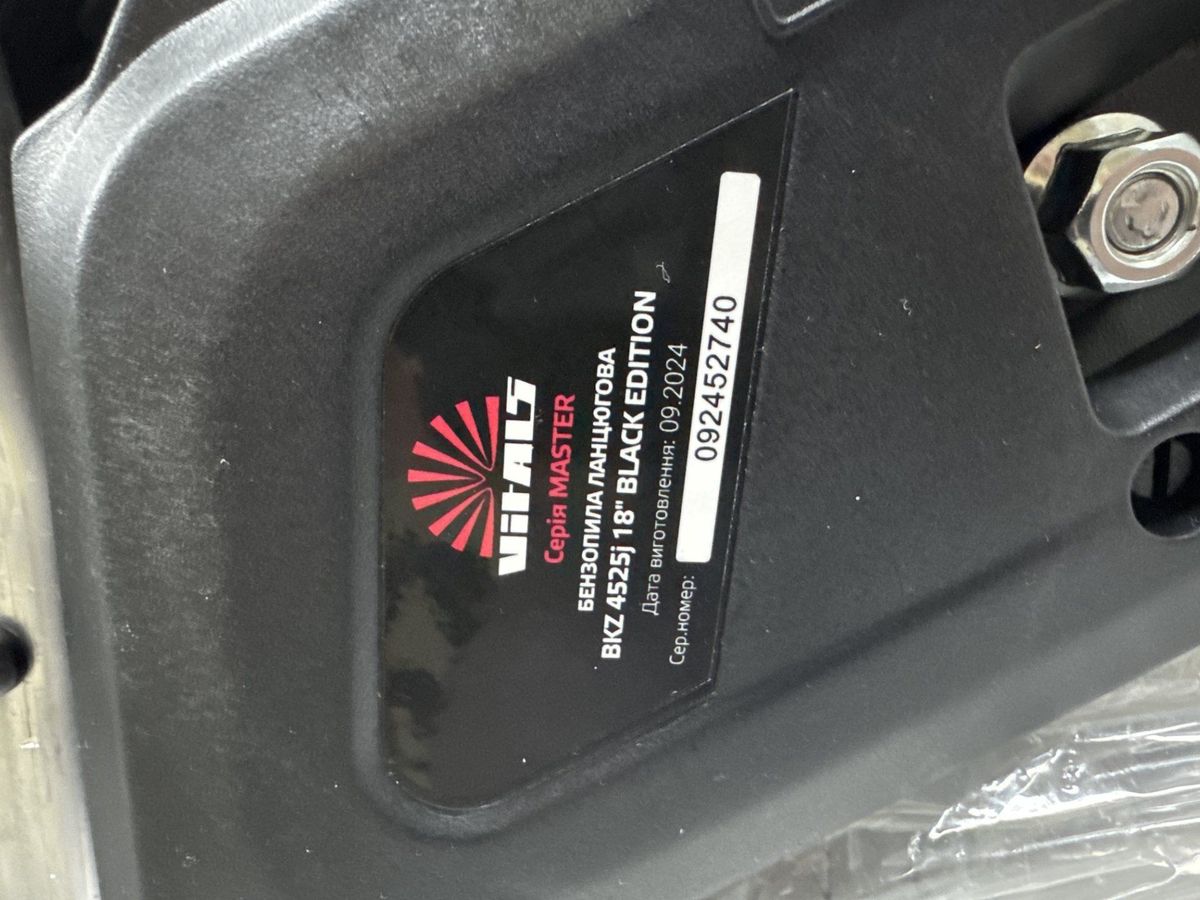 Vitals
Серія MASTER
БЕНЗОПИЛА ЛАНЦЮГОВА
BKZ 4525j 18" BLACK EDITION
Дата виготовлення: 09.2024
Сер.номер: 092452740